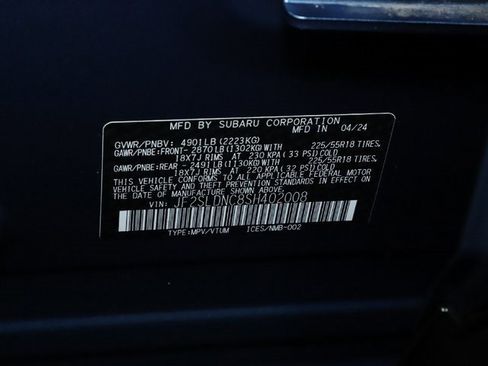 MFD BY SUBARU CORPORATION
GVWR/PNBV: 4901LB (2223KG) MFD IN 04/24
GAWR/PNBE:FRONT-2870LB(1302KG)WITH 225/55R18 TIRES,
18X7J RIMS AT 230 KPA (33 PSI)COLD
GAWR/PNBE:REAR -2491LB(1130KG)WITH 225/55R18 TIRES,
18X7J RIMS AT 220 KPA (32 PSI)COLD
THIS VEHICLE CONFORMS TO ALL APPLICABLE FEDERAL MOTOR
VEHICLE SAFETY AND THEFT PREVENTION STANDARDS IN EFFECT ON
THE DATE OF MANUFACTURE SHOWN ABOVE.
VIN: JF2SLDNC8SH402008
TYPE:MPV/VTUM ICES/NMB-002